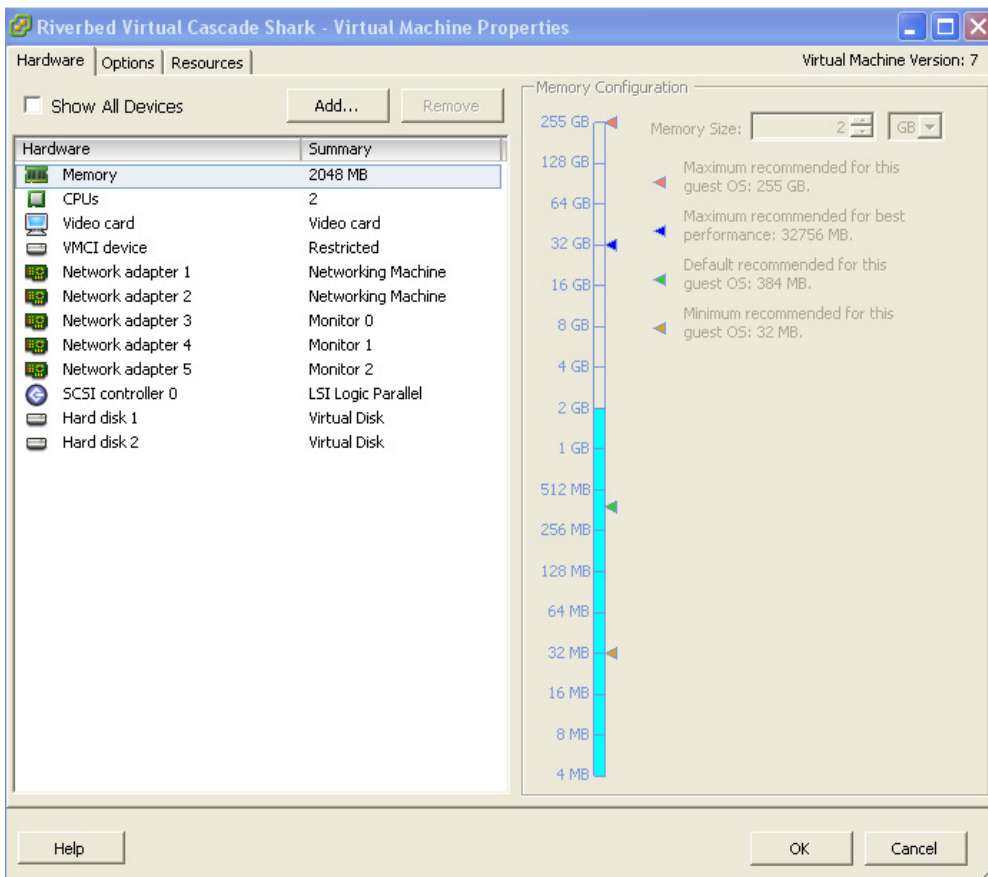 Riverbed Virtual Cascade Shark - Virtual Machine Properties
Hardware Options Resources
Virtual Machine Version: 7
Show All Devices
Add...
Remove
Hardware Summary
Memory 2048 MB
CPUs 2
Video card Video card
VMCI device Restricted
Network adapter 1 Networking Machine
Network adapter 2 Networking Machine
Network adapter 3 Monitor 0
Network adapter 4 Monitor 1
Network adapter 5 Monitor 2
SCSI controller 0 LSI Logic Parallel
Hard disk 1 Virtual Disk
Hard disk 2 Virtual Disk
Memory Configuration
255 GB
128 GB
64 GB
32 GB
16 GB
8 GB
4 GB
2 GB
1 GB
512 MB
256 MB
128 MB
64 MB
32 MB
16 MB
8 MB
4 MB
Memory Size: 2 GB
Maximum recommended for this
guest OS: 255 GB.
Maximum recommended for best
performance: 32756 MB.
Default recommended for this
guest OS: 384 MB.
Minimum recommended for this
guest OS: 32 MB.
Help
OK
Cancel